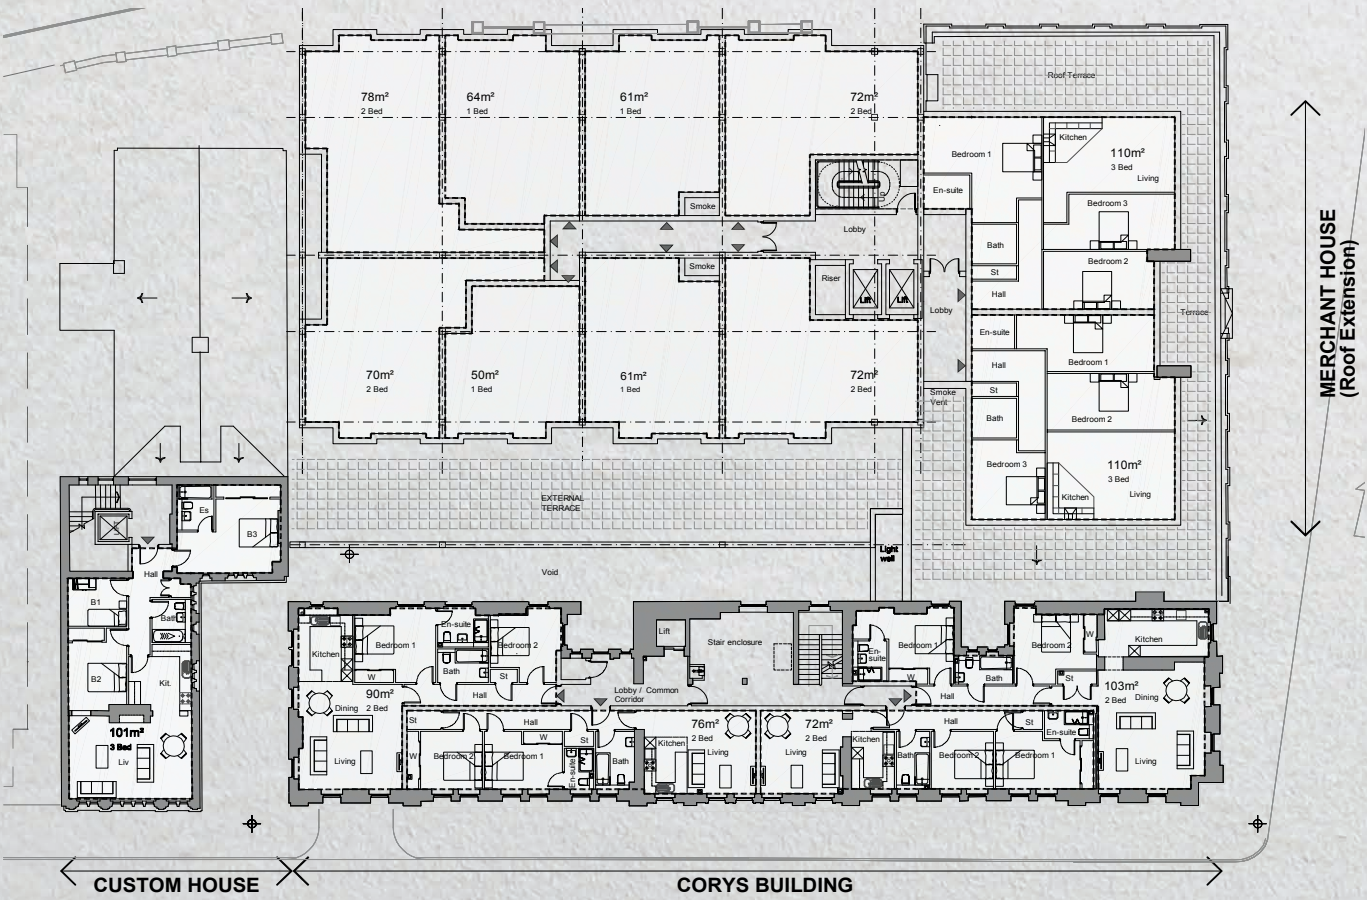 Roof Terrace
78m²
2 Bed
64m²
1 Bed
61m²
1 Bed
72m²
2 Bed
Bedroom 1
Kitchen
110m²
3 Bed
Living
En-suite
Bedroom 3
Smoke
Lobby
Bath
Bedroom 2
St
Hall
Smoke
Riser
Lift
Lift
Lobby
Terrace
En-suite
Hall
Bedroom 1
70m²
2 Bed
50m²
1 Bed
61m²
1 Bed
72m²
2 Bed
Smoke
Vent
St
Bath
Bedroom 2
Bedroom 3
110m²
3 Bed
Living
Kitchen
MERCHANT HOUSE
(Roof Extension)
EXTERNAL
TERRACE
Light
well
Void
Es
B3
Lift
Hall
B1
Bath
B2
Kit.
101m²
3 Bed
Liv
Kitchen
Bedroom 1
En-suite
Bedroom 2
Bath
St
W
Hall
90m²
2 Bed
Dining
Living
St
W
Hall
W
Bedroom 2
Bedroom 1
St
En-suite
Bath
Lift
Stair enclosure
Lobby / Common
Corridor
76m²
2 Bed
Kitchen
Living
72m²
2 Bed
Living
Kitchen
En-suite
Bedroom 1
W
Bath
Hall
Bedroom 2
W
St
Kitchen
103m²
2 Bed
Dining
Living
Hall
St
En-suite
Bath
Bedroom 2
Bedroom 1
CUSTOM HOUSE
CORYS BUILDING